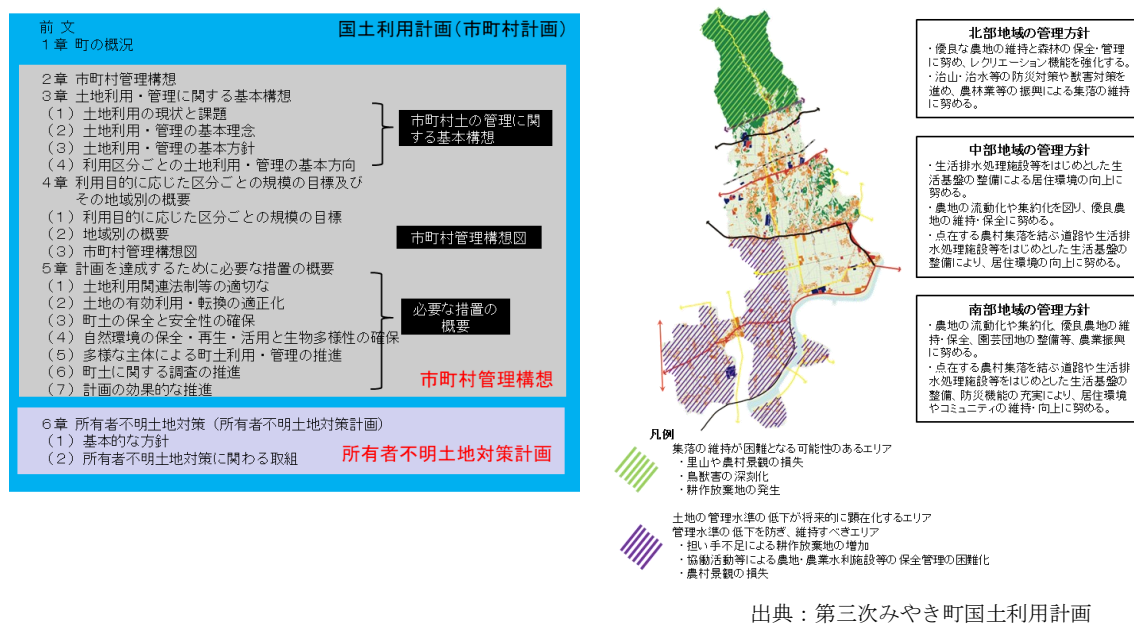 前 文
国土利用計画(市町村計画)
1章 町の概況
2章 市町村管理構想
3章 土地利用・管理に関する基本構想
(1)土地利用の現状と課題
(2)土地利用・管理の基本理念
(3)土地利用・管理の基本方針
(4)利用区分ごとの土地利用・管理の基本方向
市町村土の管理に関
する基本構想
4章 利用目的に応じた区分ごとの規模の目標及び
その地域別の概要
(1)利用目的に応じた区分ごとの規模の目標
(2)地域別の概要
(3)市町村管理構想図
市町村管理構想図
5章 計画を達成するために必要な措置の概要
(1)土地利用関連法制等の適切な
(2)土地の有効利用・転換の適正化
(3)町土の保全と安全性の確保
(4)自然環境の保全・再生・活用と生物多様性の確保
(5)多様な主体による町土利用・管理の推進
(6)町土に関する調査の推進
(7)計画の効果的な推進
必要な措置の
概要
市町村管理構想
6章 所有者不明土地対策(所有者不明土地対策計画)
(1)基本的な方針
(2)所有者不明土地対策に関わる取組
所有者不明土地対策計画
北部地域の管理方針
・優良な農地の維持と森林の保全・管理
に努め、レクリエーション機能を強化する。
・治山・治水等の防災対策や獣害対策を
進め、農林業等の振興による集落の維持
に努める。
中部地域の管理方針
・生活排水処理施設等をはじめとした生
活基盤の整備による居住環境の向上に
努める。
・農地の流動化や集約化を図り、優良農
地の維持・保全に努める。
・点在する農村集落を結ぶ道路や生活排
水処理施設等をはじめとした生活基盤の
整備により、居住環境の向上に努める。
南部地域の管理方針
・農地の流動化や集約化、優良農地の維
持・保全、園芸団地の整備等、農業振興
に努める。
・点在する農村集落を結ぶ道路や生活排
水処理施設等をはじめとした生活基盤の
整備、防災機能の充実により、居住環境
やコミュニティの維持・向上に努める。
凡例
集落の維持が困難となる可能性のあるエリア
・里山や農村景観の損失
・鳥獣害の深刻化
・耕作放棄地の発生
土地の管理水準の低下が将来的に顕在化するエリア
管理水準の低下を防ぎ、維持すべきエリア
・担い手不足による耕作放棄地の増加
・協働活動等による農地・農業水利施設等の保全管理の困難化
・農村景観の損失
出典:第三次みやき町国土利用計画